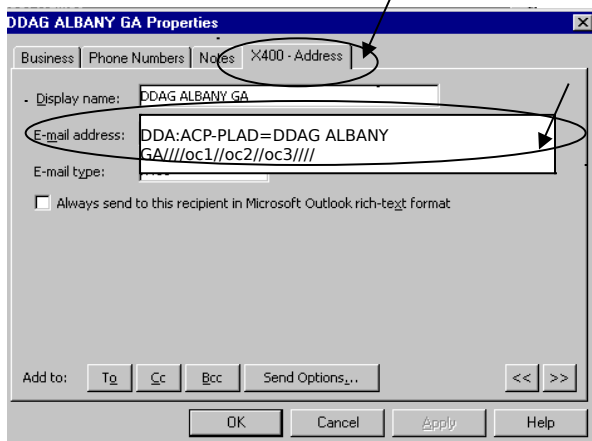 DDAG ALBANY GA Properties
Business Phone Numbers Notes X400 - Address
Display name: DDAG ALBANY GA
E-mail address: DDA:ACP-PLAD=DDAG ALBANY
GA////oc1//oc2//oc3////
E-mail type:
Always send to this recipient in Microsoft Outlook rich-text format
Add to: To Cc Bcc Send Options... << >>
OK Cancel Apply Help